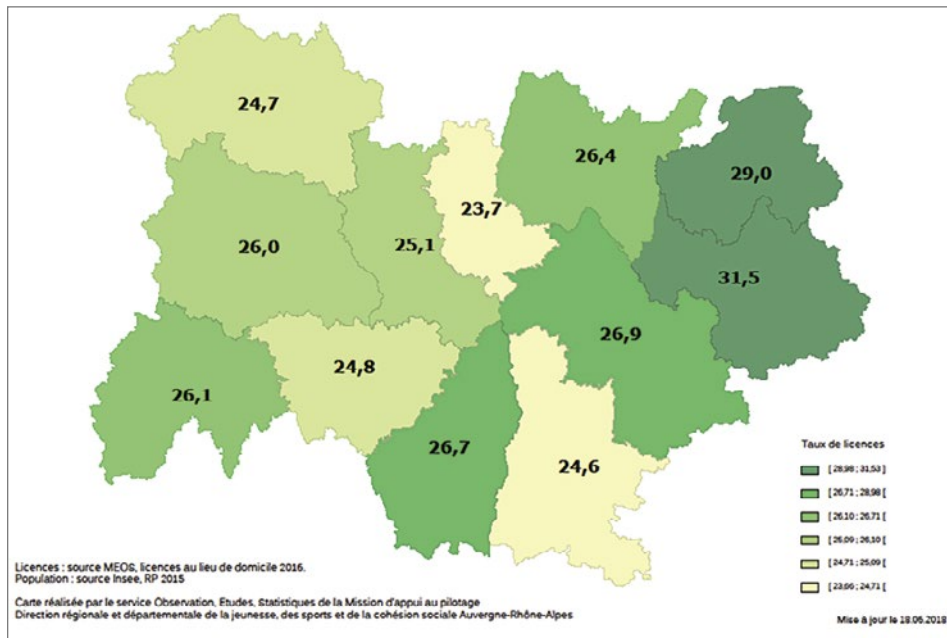 24,7
26,4
29,0
23,7
26,0
25,1
31,5
26,9
24,8
26,1
26,7
24,6
Taux de licences
[ 28,98 ; 31,53 ]
[ 26,71 ; 28,98 [
[ 26,10 ; 26,71 [
[ 25,09 ; 26,10 [
[ 24,71 ; 25,09 [
[ 23,66 ; 24,71 [
Licences : source MEOS, licences au lieu de domicile 2016.
Population : source Insee, RP 2015
Carte réalisée par le service Observation, Etudes, Statistiques de la Mission d'appui au pilotage
Direction régionale et départementale de la jeunesse, des sports et de la cohésion sociale Auvergne-Rhône-Alpes
Mise à jour le 18.06.2018